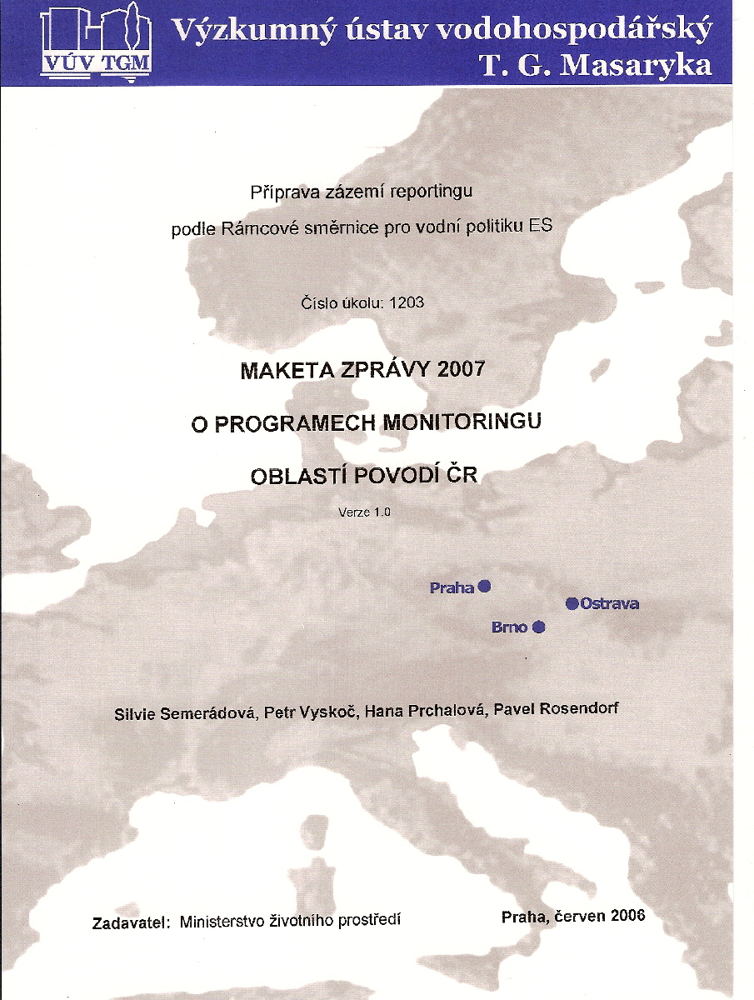 VÚV TGM
Výzkumný ústav vodohospodářský
T. G. Masaryka
Příprava zázemí reportingu
podle Rámcové směrnice pro vodní politiku ES
Číslo úkolu: 1203
MAKETA ZPRÁVY 2007
O PROGRAMECH MONITORINGU
OBLASTÍ POVODÍ ČR
Verze 1.0
Praha
Ostrava
Brno
Silvie Semerádová, Petr Vyskoč, Hana Prchalová, Pavel Rosendorf
Zadavatel: Ministerstvo životního prostředí
Praha, červen 2006